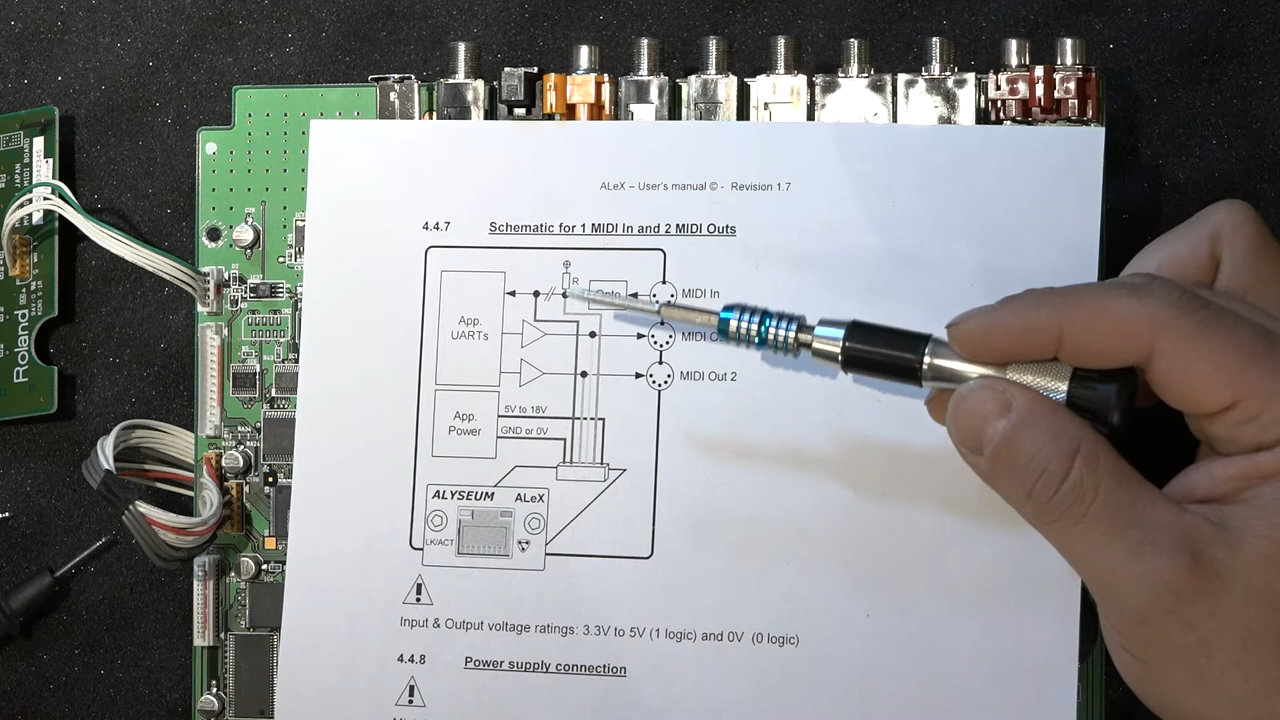 ALeX – User's manual © - Revision 1.7
4.4.7 Schematic for 1 MIDI In and 2 MIDI Outs
R
MIDI In
App.
UARTs
MIDI
MIDI Out 2
App.
Power
5V to 18V
GND or 0V
ALYSEUM ALeX
LK/ACT
Input & Output voltage ratings: 3.3V to 5V (1 logic) and 0V (0 logic)
4.4.8 Power supply connection
Roland
JAPAN
MIDI BOARD